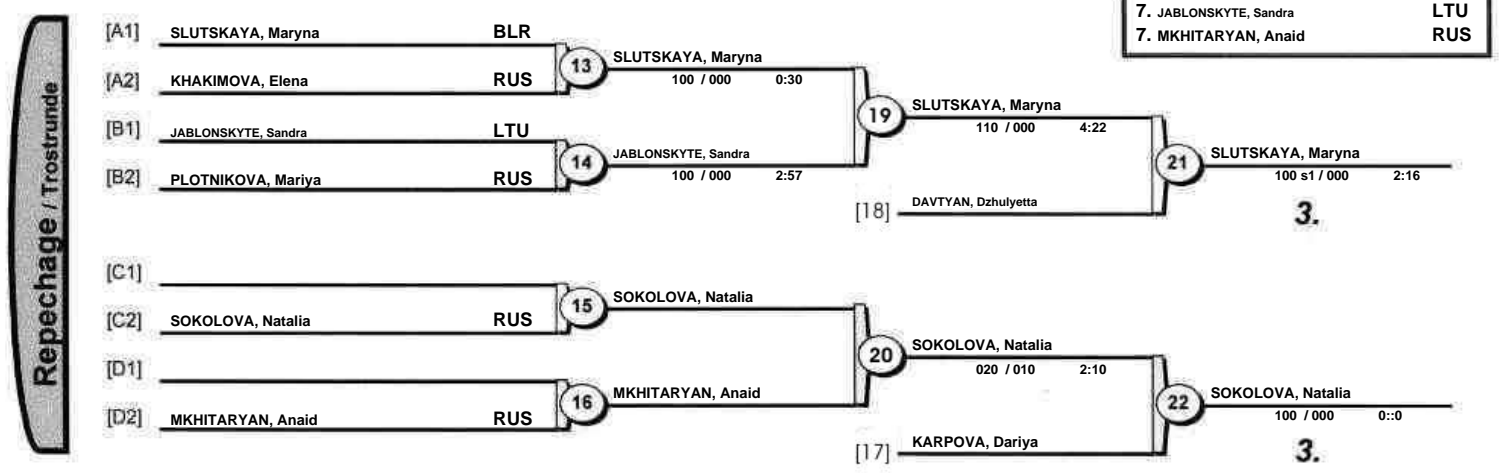 7. JABLONSKYTE, Sandra LTU
7. MKHITARYAN, Anaid RUS
Repechage / Trostrunde
[A1] SLUTSKAYA, Maryna BLR
[A2] KHAKIMOVA, Elena RUS
13
SLUTSKAYA, Maryna
100 / 000 0:30
[B1] JABLONSKYTE, Sandra LTU
[B2] PLOTNIKOVA, Mariya RUS
14
JABLONSKYTE, Sandra
100 / 000 2:57
19
SLUTSKAYA, Maryna
110 / 000 4:22
[18] DAVTYAN, Dzhulyetta
21
SLUTSKAYA, Maryna
100 s1 / 000 2:16
3.
[C1]
[C2] SOKOLOVA, Natalia RUS
15
SOKOLOVA, Natalia
[D1]
[D2] MKHITARYAN, Anaid RUS
16
MKHITARYAN, Anaid
20
SOKOLOVA, Natalia
020 / 010 2:10
[17] KARPOVA, Dariya
22
SOKOLOVA, Natalia
100 / 000 0::0
3.